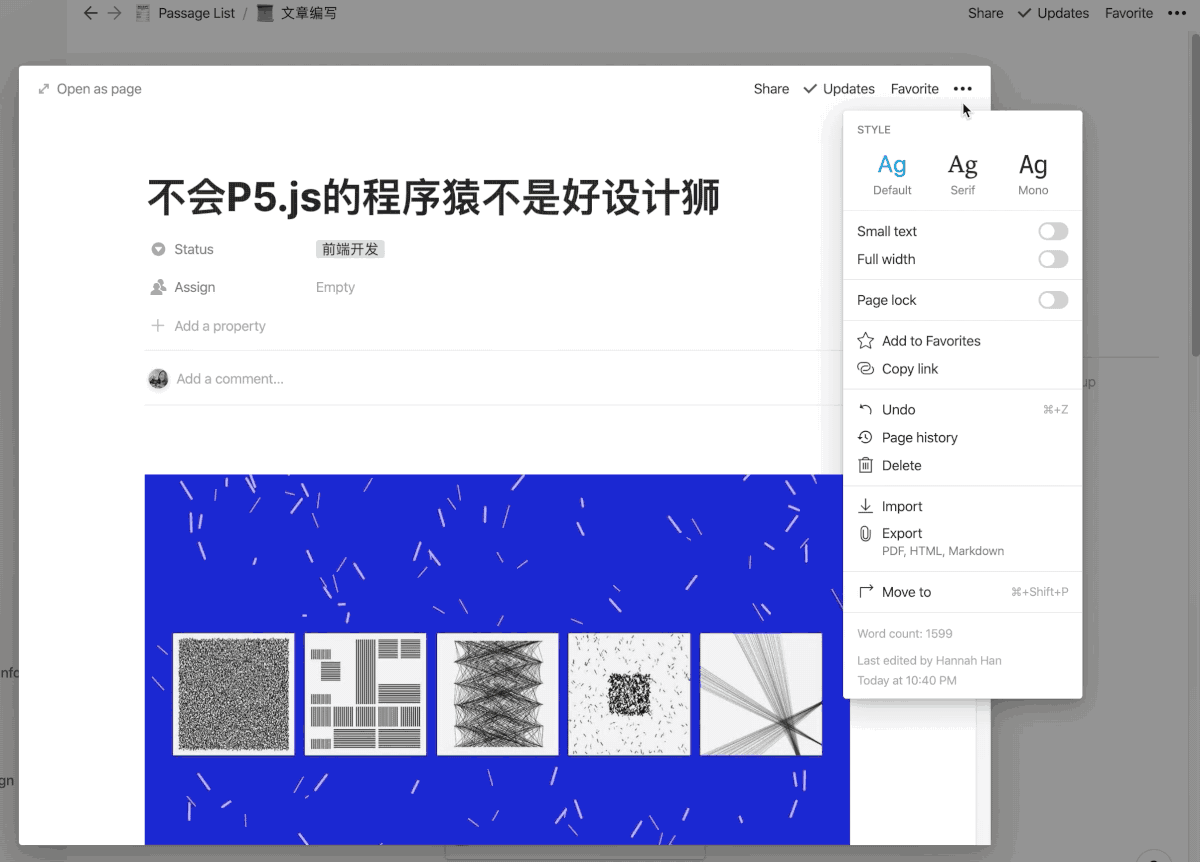 Passage List / 文章编写
Share Updates Favorite •••
Open as page
Share Updates Favorite •••
不会P5.js的程序猿不是好设计狮
Status 前端开发
Assign Empty
Add a property
Add a comment...
STYLE
Ag Ag Ag
Default Serif Mono
Small text
Full width
Page lock
Add to Favorites
Copy link
Undo ⌘+Z
Page history
Delete
Import
Export
PDF, HTML, Markdown
Move to ⌘+Shift+P
Word count: 1599
Last edited by Hannah Han
Today at 10:40 PM